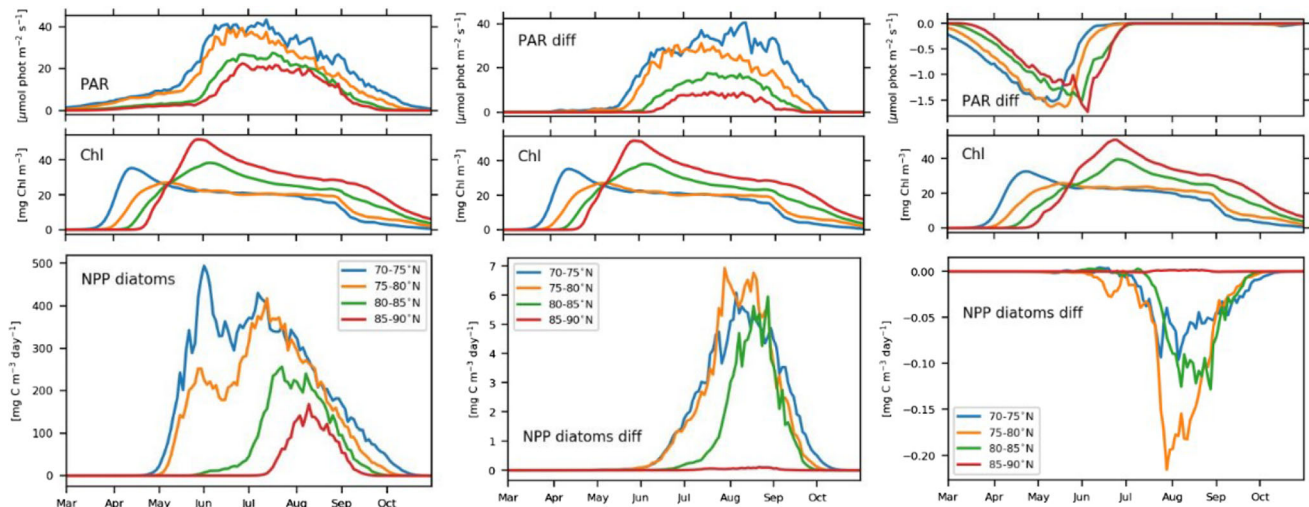 [μmol phot m⁻² s⁻¹]
40
20
0
PAR
[mg Chl m⁻³]
40
20
0
Chl
[mg C m⁻³ day⁻¹]
500
400
300
200
100
0
NPP diatoms
70-75°N
75-80°N
80-85°N
85-90°N
Mar Apr May Jun Jul Aug Sep Oct
[μmol phot m⁻² s⁻¹]
40
20
0
PAR diff
[mg Chl m⁻³]
40
20
0
Chl
[mg C m⁻³ day⁻¹]
7
6
5
4
3
2
1
0
70-75°N
75-80°N
80-85°N
85-90°N
NPP diatoms diff
Mar Apr May Jun Jul Aug Sep Oct
[μmol phot m⁻² s⁻¹]
0.0
−0.5
−1.0
−1.5
PAR diff
[mg Chl m⁻³]
40
20
0
Chl
[mg C m⁻³ day⁻¹]
0.00
−0.05
−0.10
−0.15
−0.20
NPP diatoms diff
70-75°N
75-80°N
80-85°N
85-90°N
Mar Apr May Jun Jul Aug Sep Oct